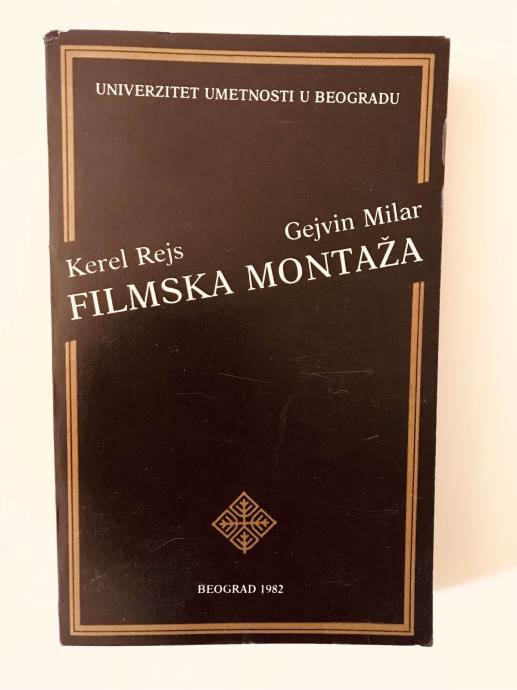 UNIVERZITET UMETNOSTI U BEOGRADU
Kerel Rejs
Gejvin Milar
FILMSKA MONTAŽA
BEOGRAD 1982